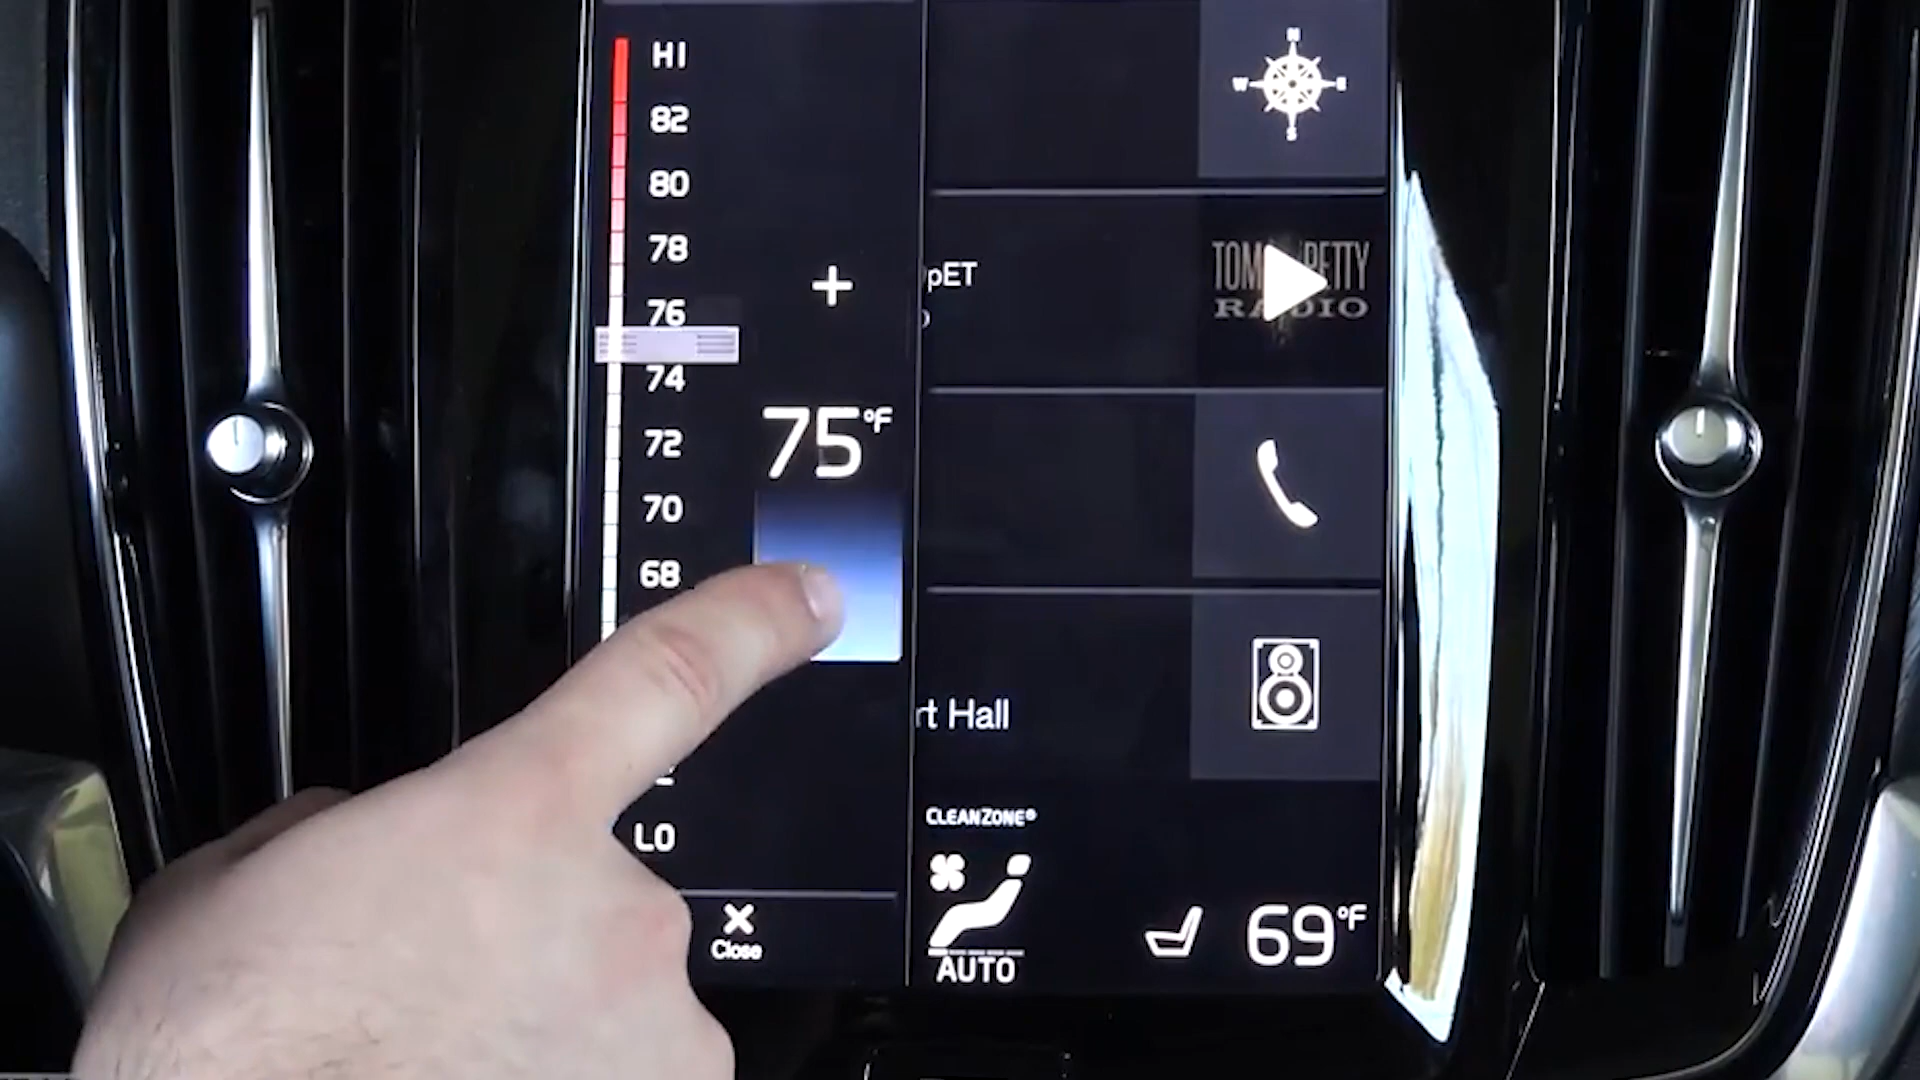 HI
82
80
78
76
74
72
70
68
LO
+
75°F
X
Close
N
W E
S
pET
TOM PETTY
RADIO
rt Hall
CLEANZONE®
AUTO
69°F